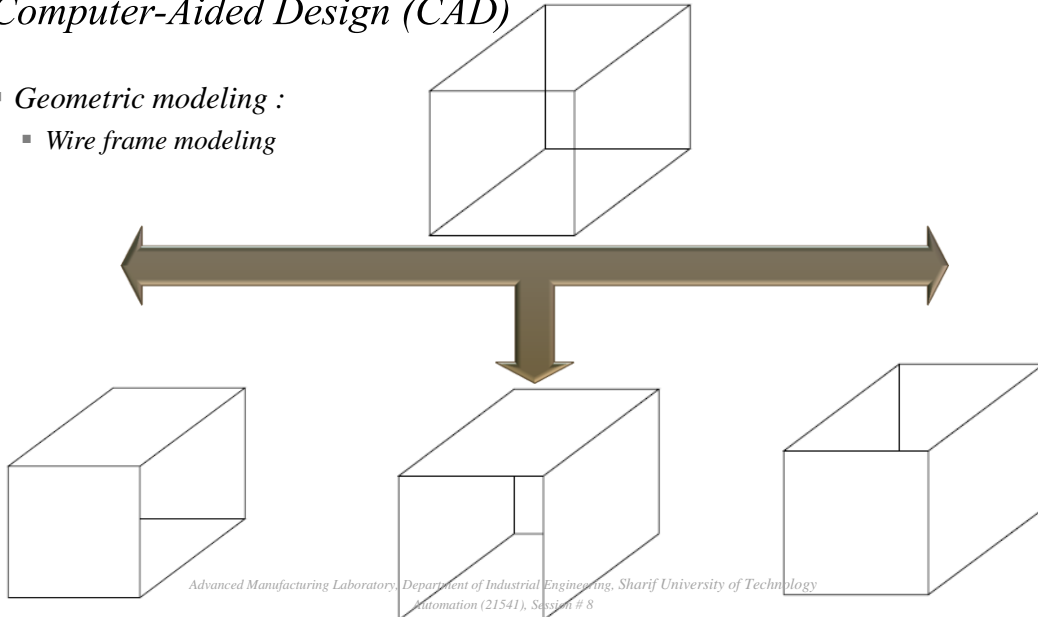 Computer-Aided Design (CAD)
Geometric modeling :
Wire frame modeling
Advanced Manufacturing Laboratory, Department of Industrial Engineering, Sharif University of Technology
Automation (21541), Session # 8